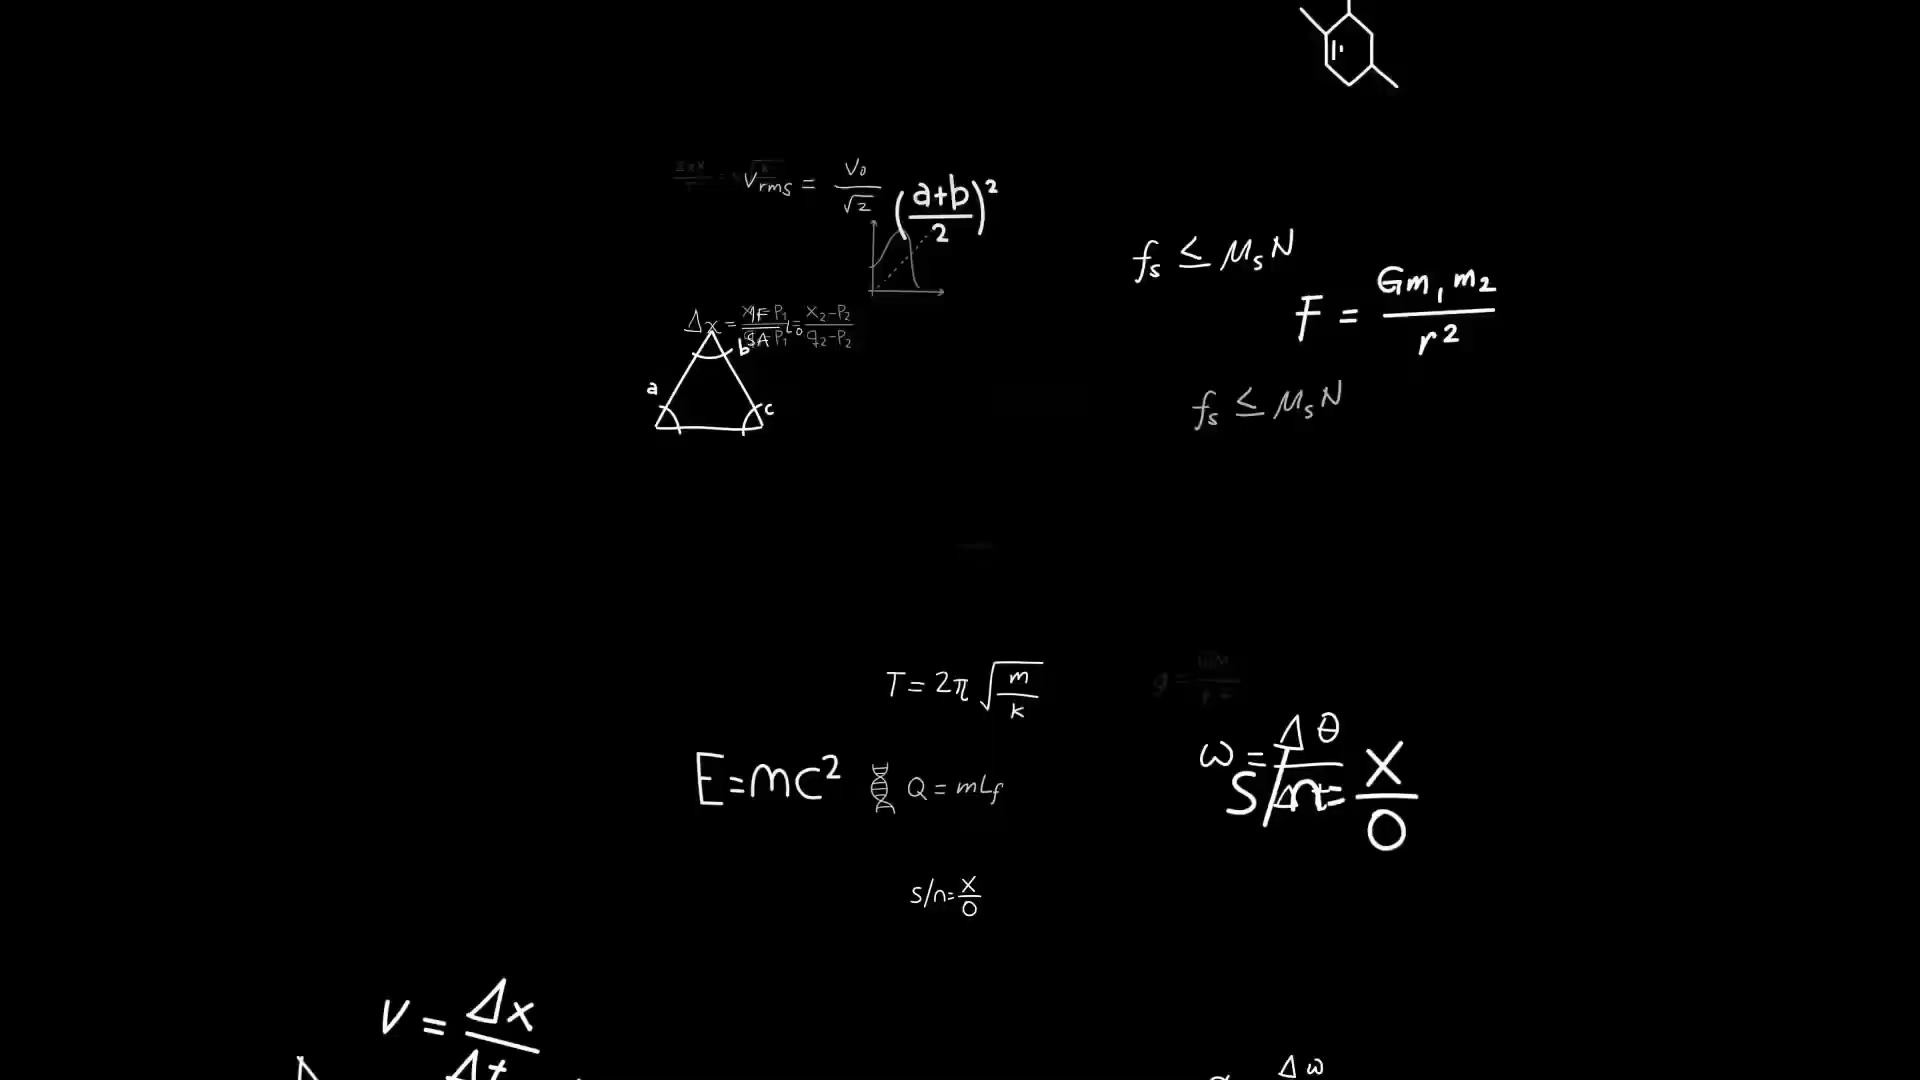 Vrms = V₀/√2
(a+b/2)²
fs ≤ μsN
F = Gm₁m₂/r²
b
a
c
fs ≤ μsN
T = 2π √m/k
ω = Δθ
E=mc²
Q = mLf
s/n = x/0
s/n=x/0
V = Δx/Δt
Δω